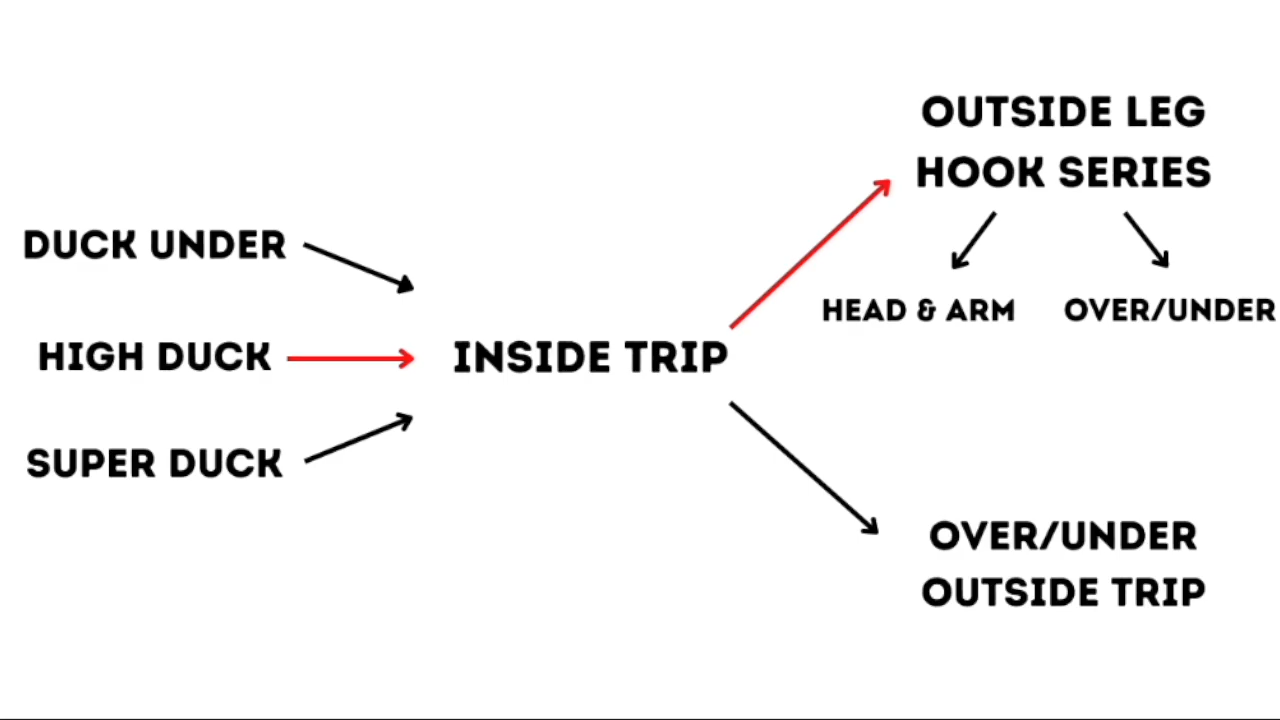 OUTSIDE LEG
HOOK SERIES
DUCK UNDER
HEAD & ARM
OVER/UNDER
HIGH DUCK
INSIDE TRIP
SUPER DUCK
OVER/UNDER
OUTSIDE TRIP